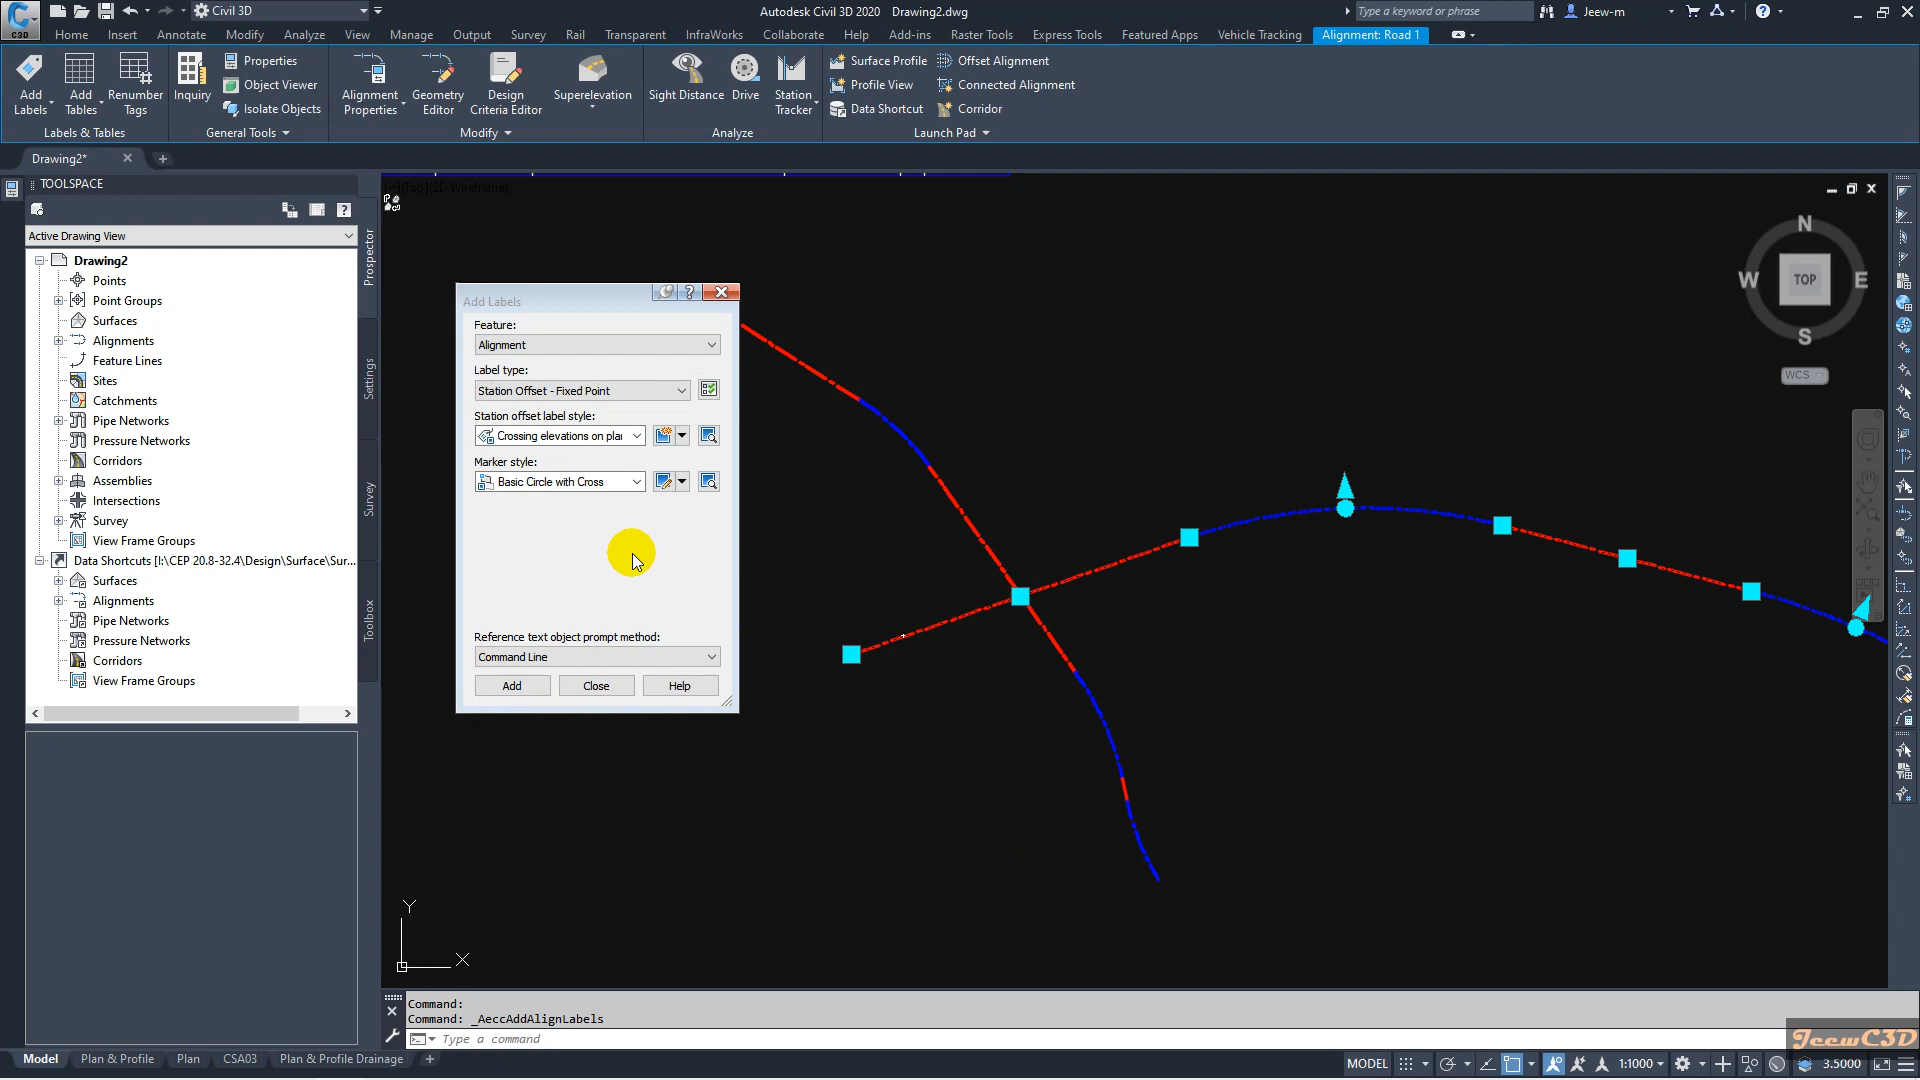 Civil 3D
Autodesk Civil 3D 2020 Drawing2.dwg
Type a keyword or phrase
Jeew-m
C3D
Home Insert Annotate Modify Analyze View Manage Output Survey Rail Transparent InfraWorks Collaborate Help Add-ins Raster Tools Express Tools Featured Apps Vehicle Tracking Alignment: Road 1
Add Labels
Add Tables
Renumber Tags
Inquiry
Properties
Object Viewer
Isolate Objects
Alignment Properties
Geometry Editor
Design Criteria Editor
Superelevation
Sight Distance
Drive
Station Tracker
Surface Profile
Profile View
Data Shortcut
Offset Alignment
Connected Alignment
Corridor
Labels & Tables
General Tools
Modify
Analyze
Launch Pad
Drawing2*
TOOLSPACE
Active Drawing View
Drawing2
Points
Point Groups
Surfaces
Alignments
Feature Lines
Sites
Catchments
Pipe Networks
Pressure Networks
Corridors
Assemblies
Intersections
Survey
View Frame Groups
Data Shortcuts [I:\CEP 20.8-32.4\Design\Surface\Sur...
Surfaces
Alignments
Pipe Networks
Pressure Networks
Corridors
View Frame Groups
Prospector
Settings
Survey
Toolbox
[−][Top][2D Wireframe]
Add Labels
Feature:
Alignment
Label type:
Station Offset - Fixed Point
Station offset label style:
Crossing elevations on plan
Marker style:
Basic Circle with Cross
Reference text object prompt method:
Command Line
Add Close Help
N
W TOP E
S
WCS
Y
X
Command:
Command: _AeccAddAlignLabels
Type a command
JeewC3D
Model Plan & Profile Plan CSA03 Plan & Profile Drainage
MODEL 1:1000 3.5000